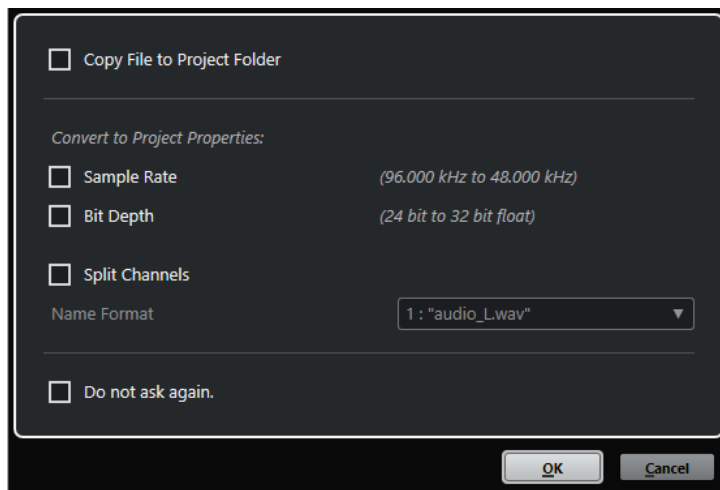 Copy File to Project Folder
Convert to Project Properties:
Sample Rate (96.000 kHz to 48.000 kHz)
Bit Depth (24 bit to 32 bit float)
Split Channels
Name Format 1 : "audio_L.wav"
Do not ask again.
OK Cancel